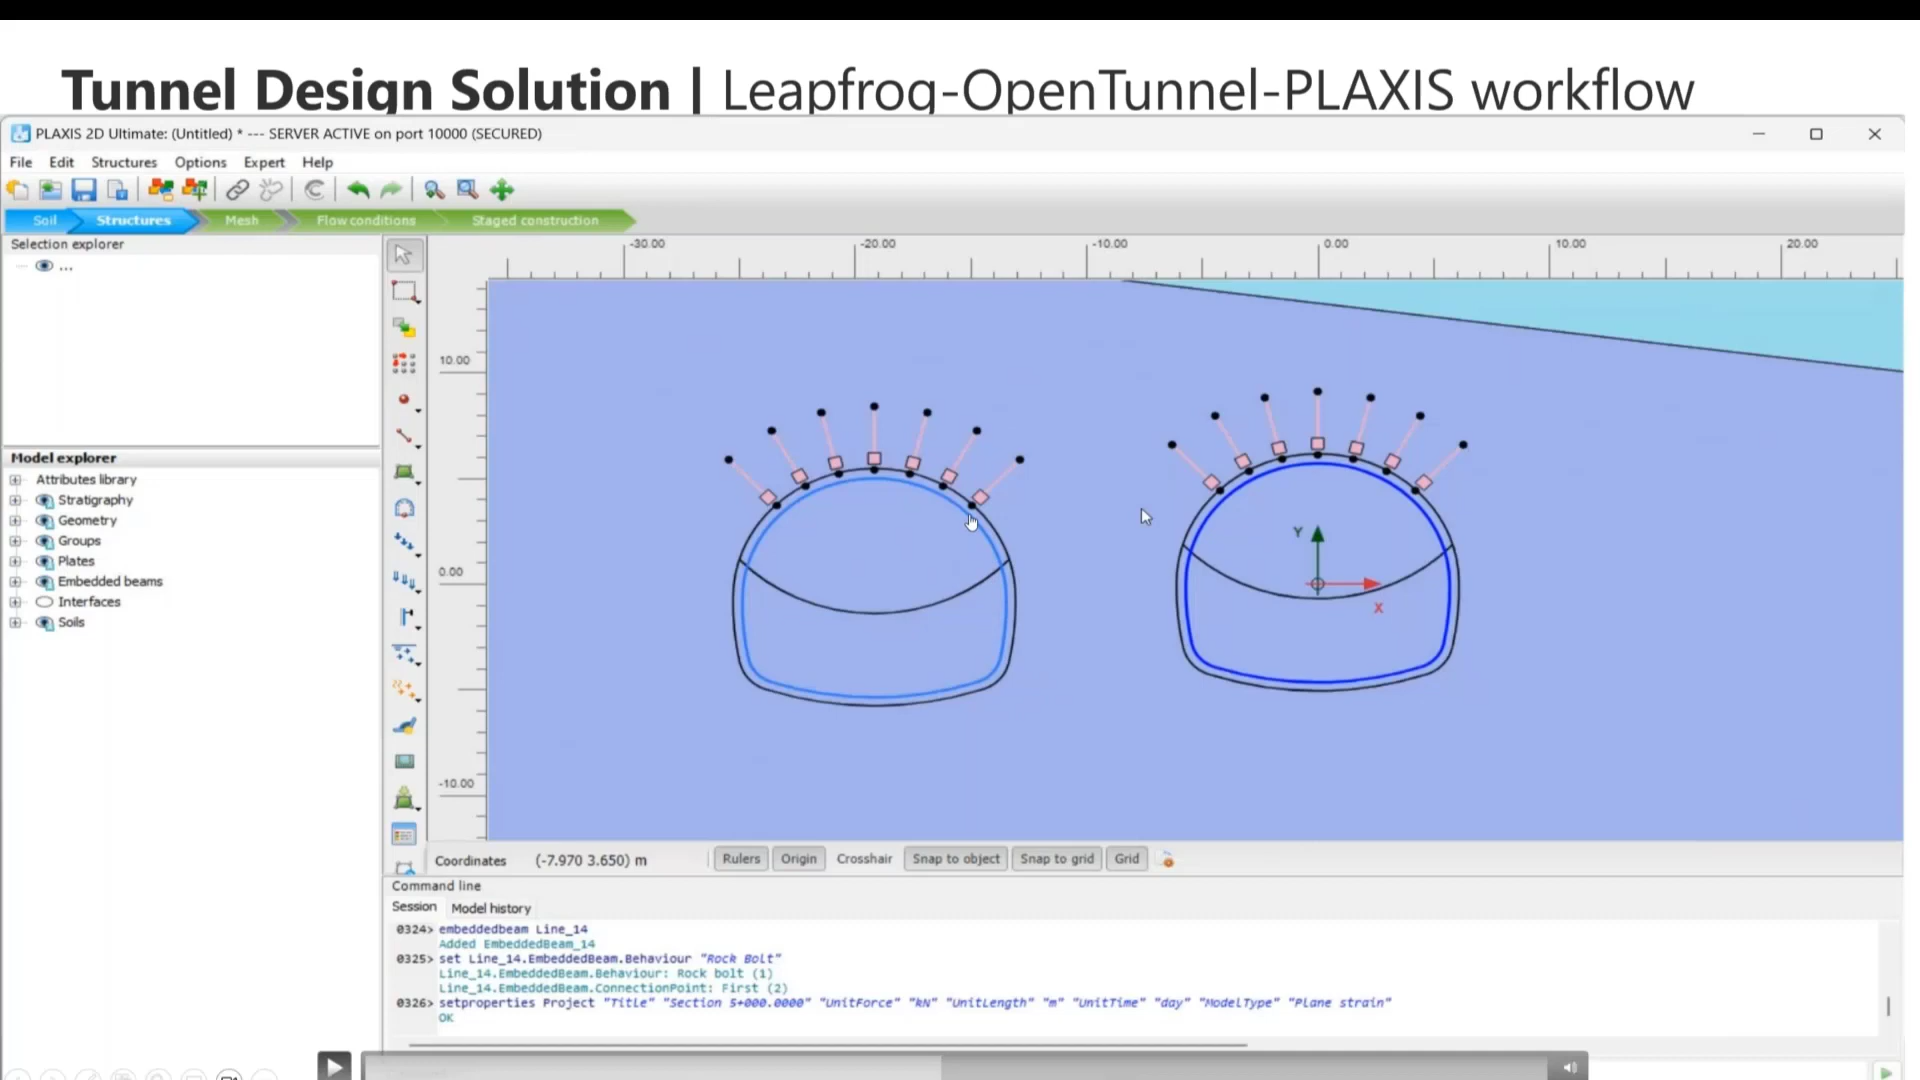 Tunnel Design Solution | Leapfrog-OpenTunnel-PLAXIS workflow
PLAXIS 2D Ultimate: (Untitled) * --- SERVER ACTIVE on port 10000 (SECURED)
File Edit Structures Options Expert Help
Soil Structures Mesh Flow conditions Staged construction
Selection explorer
...
-30.00 -20.00 -10.00 0.00 10.00 20.00
10.00
0.00
-10.00
Y
X
Model explorer
Attributes library
Stratigraphy
Geometry
Groups
Plates
Embedded beams
Interfaces
Soils
Coordinates (-7.970 3.650) m Rulers Origin Crosshair Snap to object Snap to grid Grid
Command line
Session Model history
0324> embeddedbeam Line_14
Added EmbeddedBeam_14
0325> set Line_14.EmbeddedBeam.Behaviour "Rock Bolt"
Line_14.EmbeddedBeam.Behaviour: Rock bolt (1)
Line_14.EmbeddedBeam.ConnectionPoint: First (2)
0326> setproperties Project "Title" "Section 5+000.0000" "UnitForce" "kN" "UnitLength" "m" "UnitTime" "day" "ModelType" "Plane strain"
OK